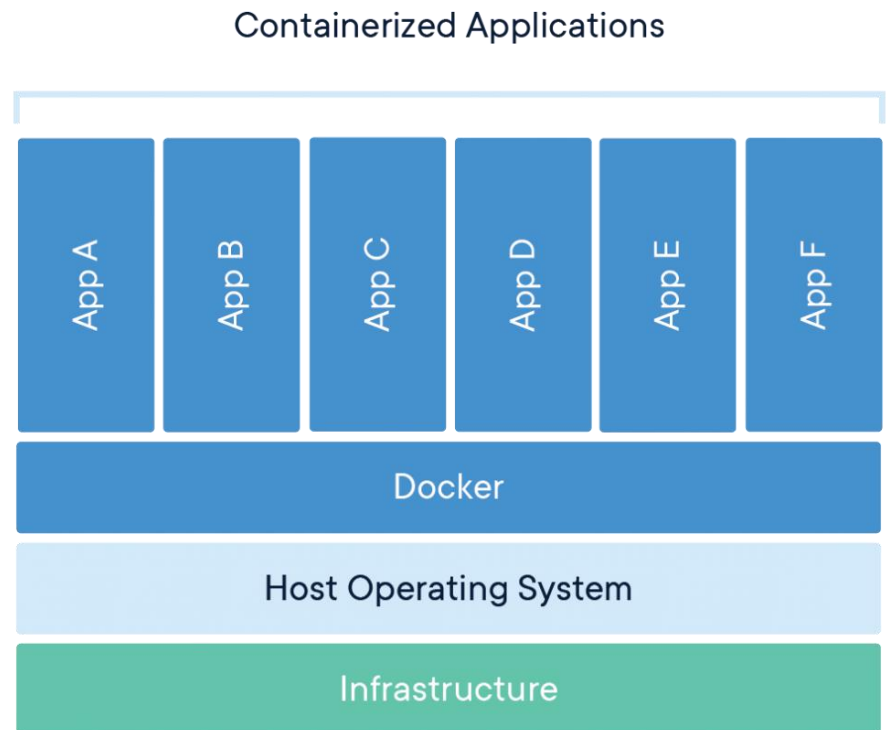 Containerized Applications
App A
App B
App C
App D
App E
App F
Docker
Host Operating System
Infrastructure